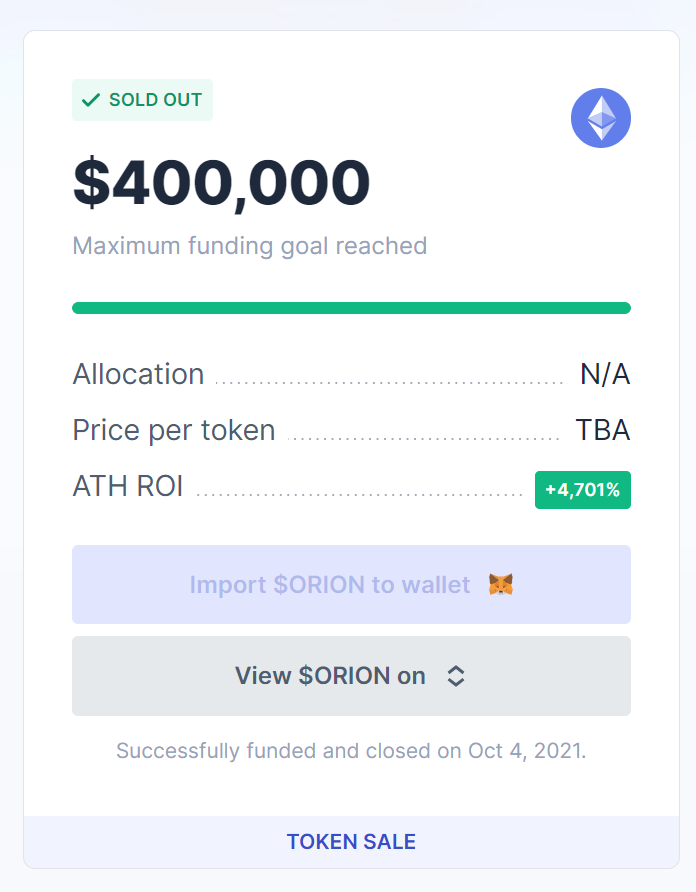 SOLD OUT
$400,000
Maximum funding goal reached
Allocation N/A
Price per token TBA
ATH ROI +4,701%
Import $ORION to wallet
View $ORION on
Successfully funded and closed on Oct 4, 2021.
TOKEN SALE